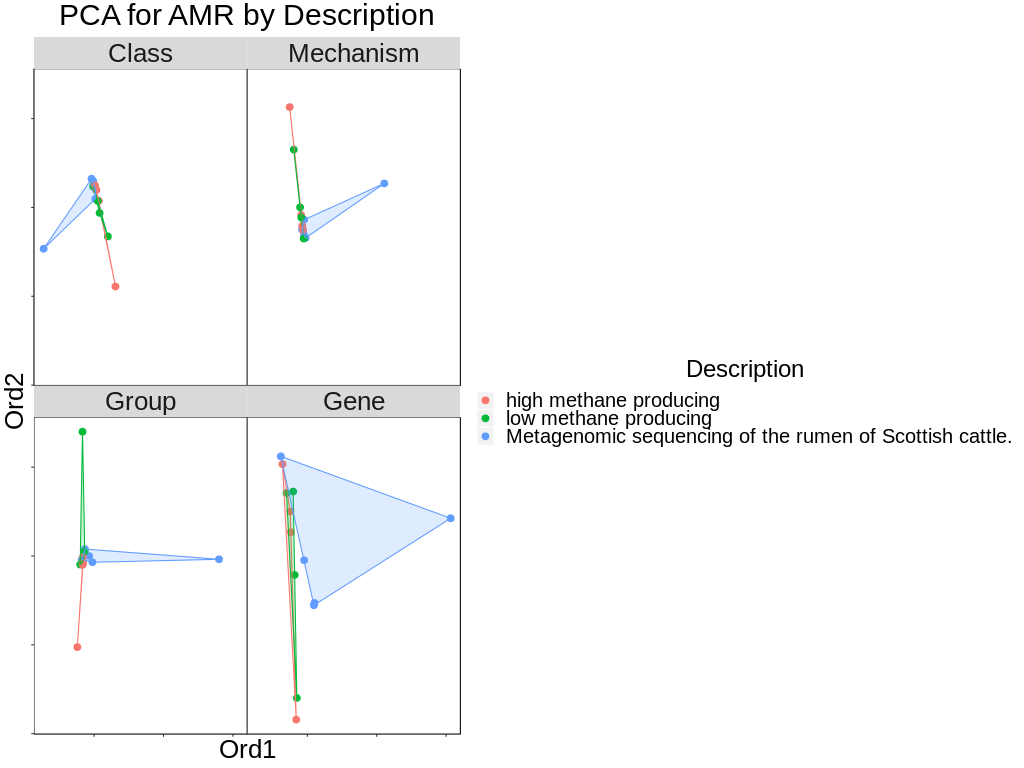 PCA for AMR by Description
Class
Mechanism
Group
Gene
Ord2
Ord1
Description
high methane producing
low methane producing
Metagenomic sequencing of the rumen of Scottish cattle.